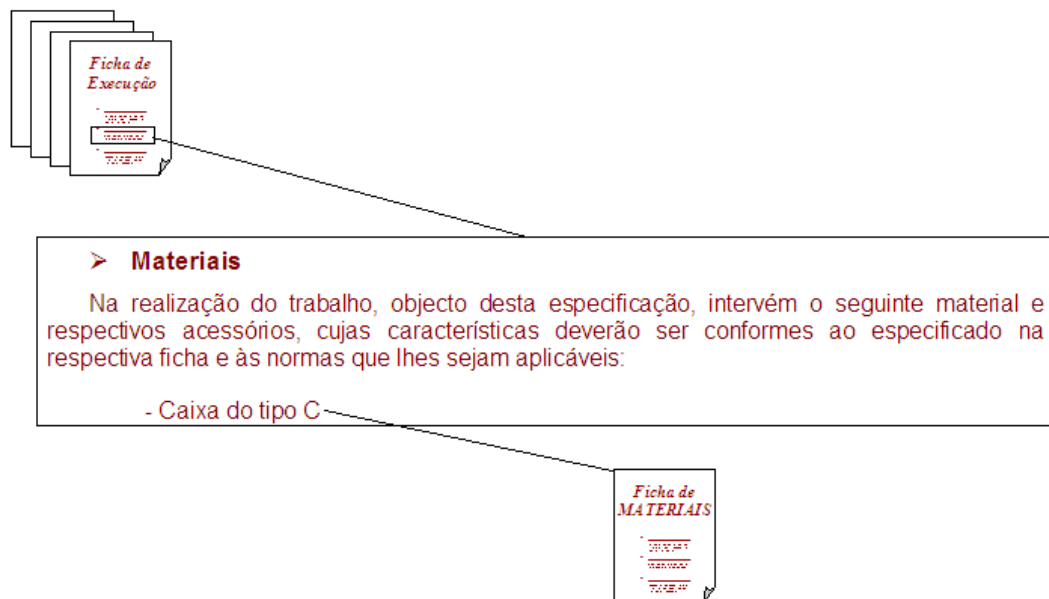 Ficha de
Execução
➢ Materiais
Na realização do trabalho, objecto desta especificação, intervém o seguinte material e
respectivos acessórios, cujas características deverão ser conformes ao especificado na
respectiva ficha e às normas que lhes sejam aplicáveis:
- Caixa do tipo C
Ficha de
MATERIAIS